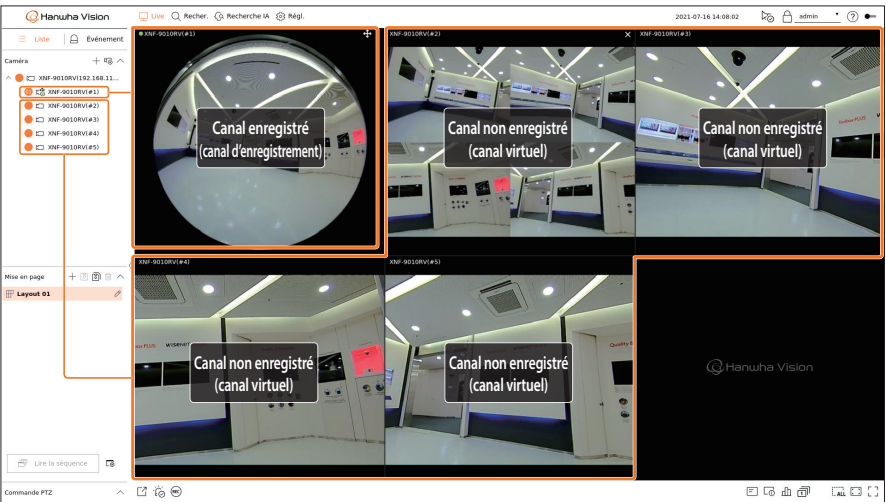 Hanwha Vision
Live
Recher.
Recherche IA
Régl.
2021-07-16 14:08:02
admin
Liste
Événement
Caméra
XNF-9010RV(192.168.11...
XNF-9010RV(#1)
XNF-9010RV(#2)
XNF-9010RV(#3)
XNF-9010RV(#4)
XNF-9010RV(#5)
Mise en page
Layout 01
Lire la séquence
Commande PTZ
XNF-9010RV(#1)
Canal enregistré
(canal d'enregistrement)
XNF-9010RV(#2)
Canal non enregistré
(canal virtuel)
XNF-9010RV(#3)
Canal non enregistré
(canal virtuel)
XNF-9010RV(#4)
Canal non enregistré
(canal virtuel)
XNF-9010RV(#5)
Canal non enregistré
(canal virtuel)
Hanwha Vision
REC
ALL